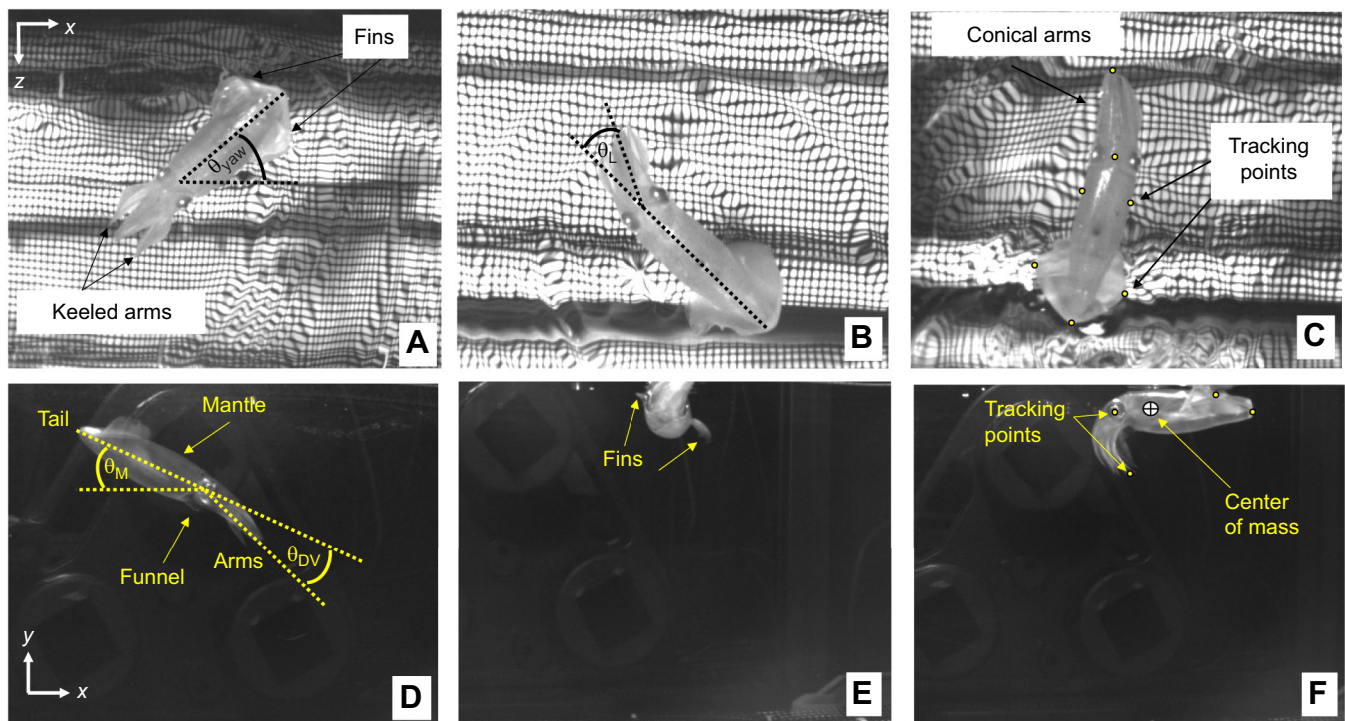 x
z
Fins
θyaw
Keeled arms
A
θL
B
Conical arms
Tracking
points
C
Tail
Mantle
θM
Funnel
Arms
θDV
y
x
D
Fins
E
Tracking
points
Center
of mass
F